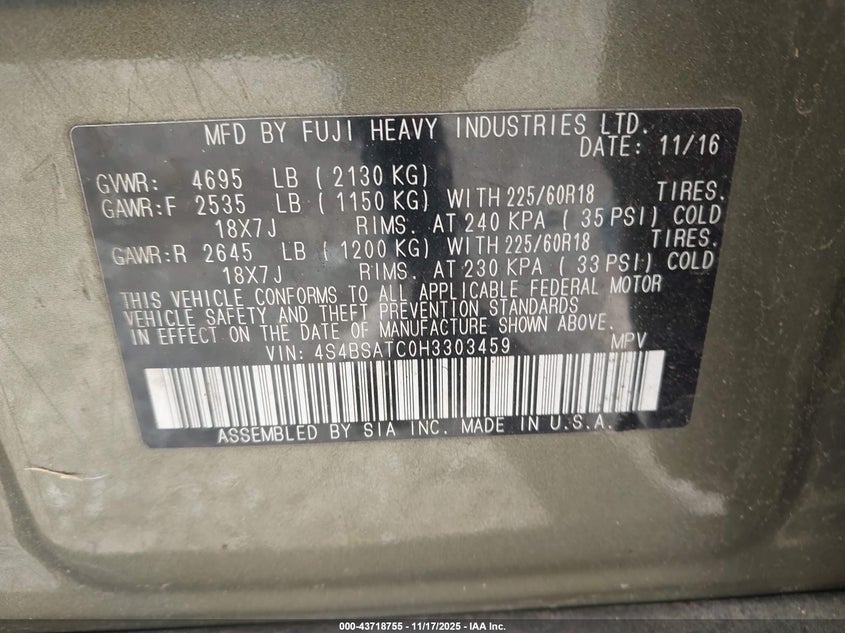 MFD BY FUJI HEAVY INDUSTRIES LTD.
DATE: 11/16
GVWR: 4695 LB ( 2130 KG)
GAWR:F 2535 LB ( 1150 KG) WITH 225/60R18 TIRES.
18X7J RIMS. AT 240 KPA ( 35 PSI) COLD
GAWR:R 2645 LB ( 1200 KG) WITH 225/60R18 TIRES.
18X7J RIMS. AT 230 KPA ( 33 PSI) COLD
THIS VEHICLE CONFORMS TO ALL APPLICABLE FEDERAL MOTOR
VEHICLE SAFETY AND THEFT PREVENTION STANDARDS
IN EFFECT ON THE DATE OF MANUFACTURE SHOWN ABOVE.
VIN: 4S4BSATC0H3303459 MPV
ASSEMBLED BY SIA INC. MADE IN U.S.A.
000-43718755 - 11/17/2025 - IAA Inc.